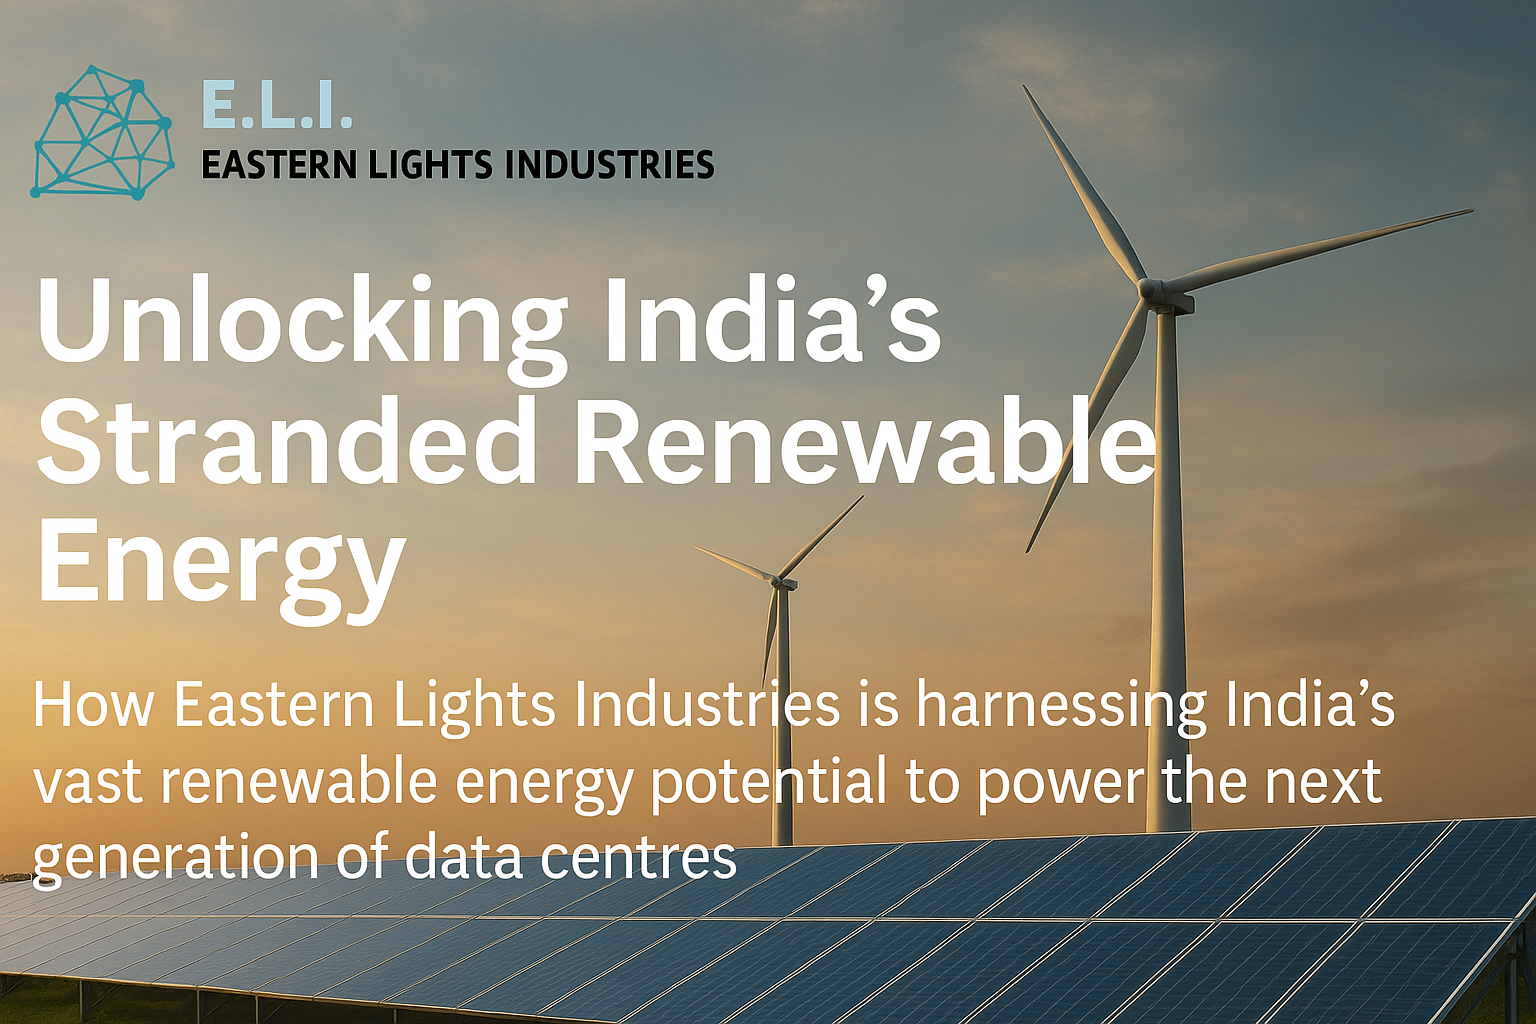 E.L.I.
EASTERN LIGHTS INDUSTRIES
Unlocking India’s
Stranded Renewable
Energy
How Eastern Lights Industries is harnessing India’s
vast renewable energy potential to power the next
generation of data centres